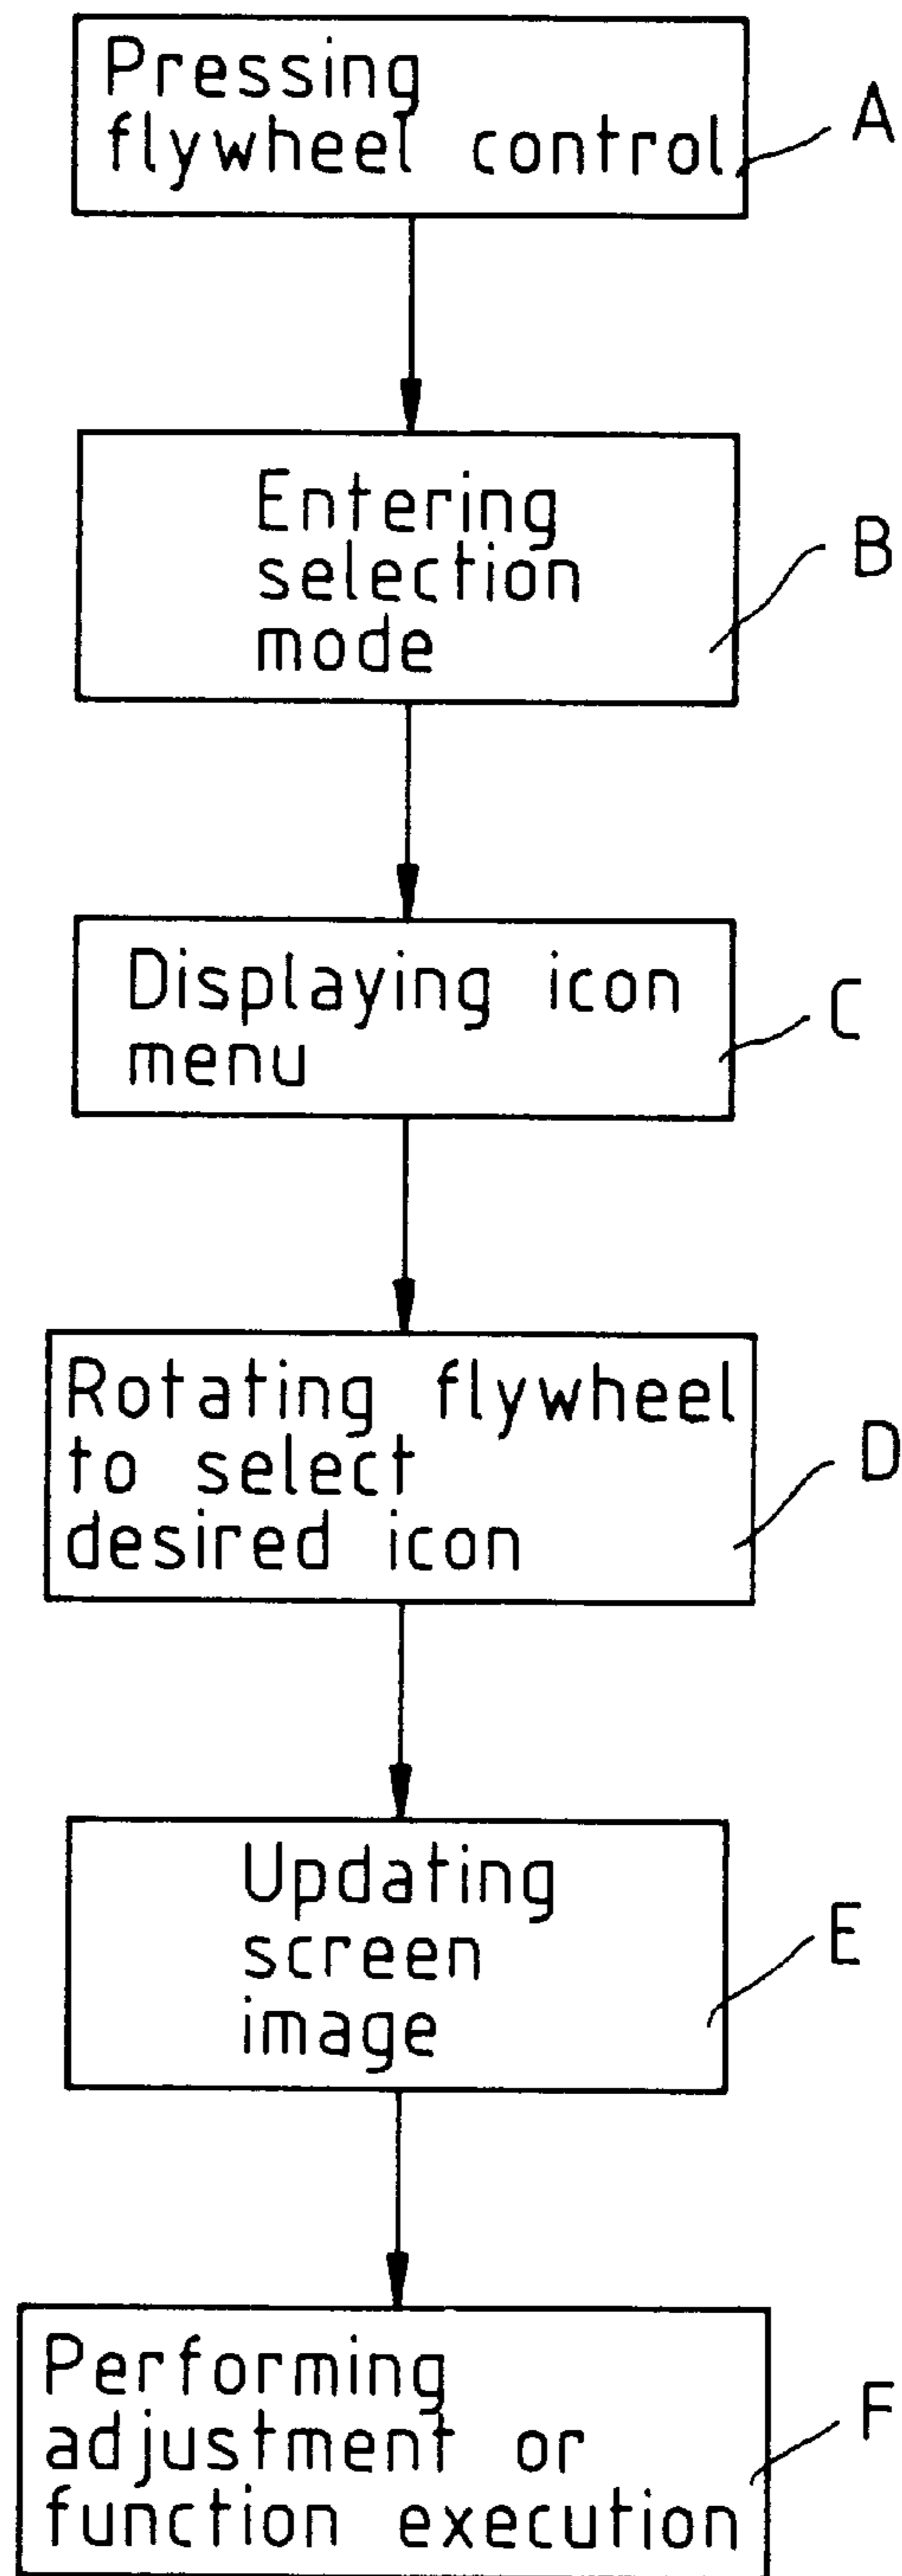 Pressing
flywheel control
A
Entering
selection
mode
B
Displaying icon
menu
C
Rotating flywheel
to select
desired icon
D
Updating
screen
image
E
Performing
adjustment or
function execution
F